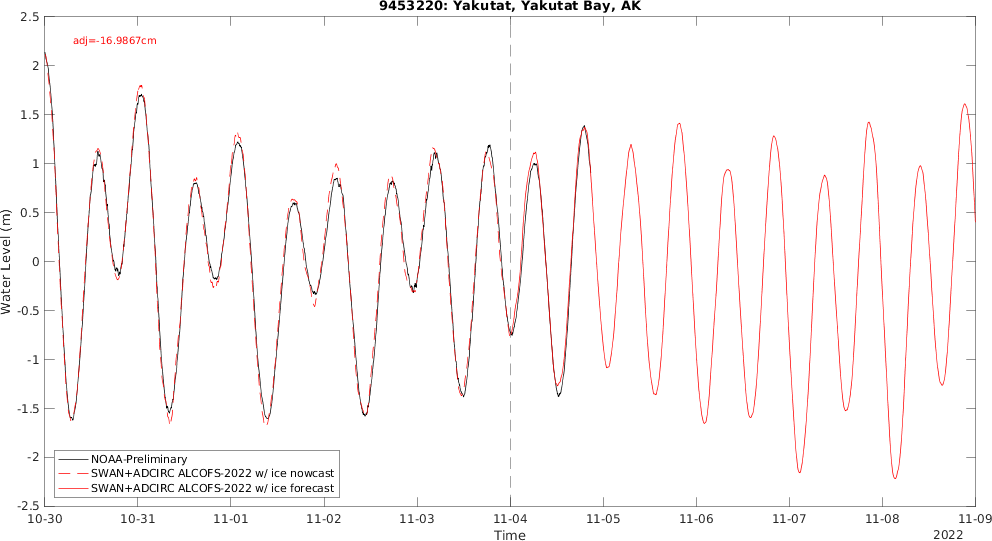 9453220: Yakutat, Yakutat Bay, AK
adj=-16.9867cm
2.5
2
1.5
1
0.5
0
-0.5
-1
-1.5
-2
-2.5
Water Level (m)
NOAA-Preliminary
SWAN+ADCIRC ALCOFS-2022 w/ ice nowcast
SWAN+ADCIRC ALCOFS-2022 w/ ice forecast
10-30 10-31 11-01 11-02 11-03 11-04 11-05 11-06 11-07 11-08 11-09
Time
2022